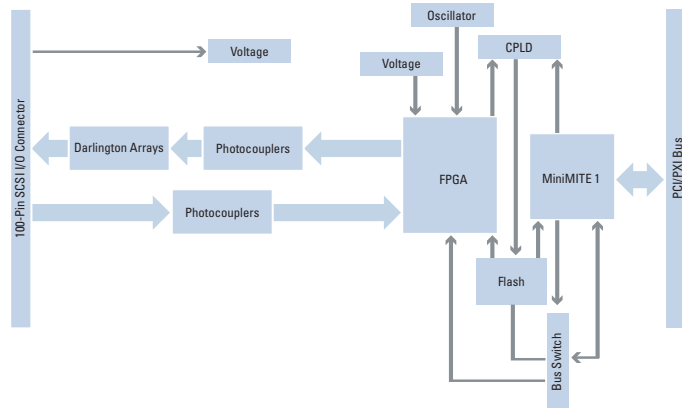 Oscillator
Voltage
CPLD
Voltage
100-Pin SCSI I/O Connector
Darlington Arrays
Photocouplers
FPGA
MiniMITE 1
PCI/PXI Bus
Photocouplers
Flash
Bus Switch